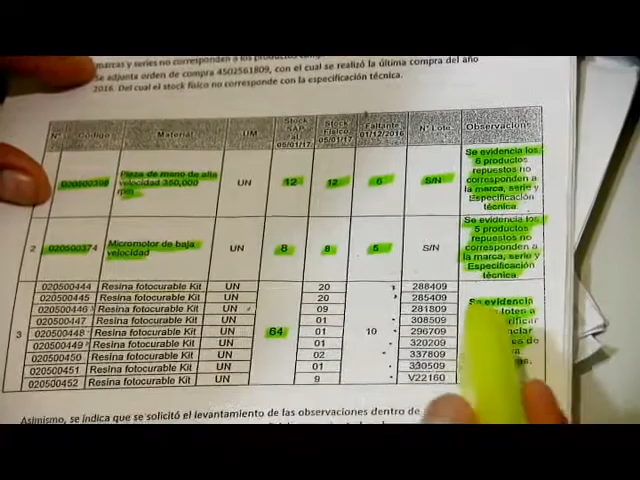 marcas y series no corresponden a los productos
Se adjunta orden de compra 4502561809, con el cual se realizó la última compra del año
2016. Del cual el stock físico no corresponde con la especificación técnica.
N° Código Material UM Stock SAP al 05/01/17 Stock Físico 05/01/17 Faltante 01/12/2016 N° Lote Observación
020500398 Pieza de mano de alta velocidad 350,000 rpm UN 12 12 6 S/N Se evidencia los 6 productos repuestos no corresponden a la marca, serie y Especificación técnica
2 020500374 Micromotor de baja velocidad UN 8 8 5 S/N Se evidencia los 5 productos repuestos no corresponden a la marca, serie y Especificación técnica
3 64 10 Se evidencia
020500444 Resina fotocurable Kit UN 20 288409
020500445 Resina fotocurable Kit UN 20 285409
020500446 Resina fotocurable Kit UN 09 281809
020500447 Resina fotocurable Kit UN 01 308509
020500448 Resina fotocurable Kit UN 01 296709
020500449 Resina fotocurable Kit UN 01 320209
020500450 Resina fotocurable Kit UN 02 337809
020500451 Resina fotocurable Kit UN 01 330509
020500452 Resina fotocurable Kit UN 9 V22160
Asimismo, se indica que se solicitó el levantamiento de las observaciones dentro de